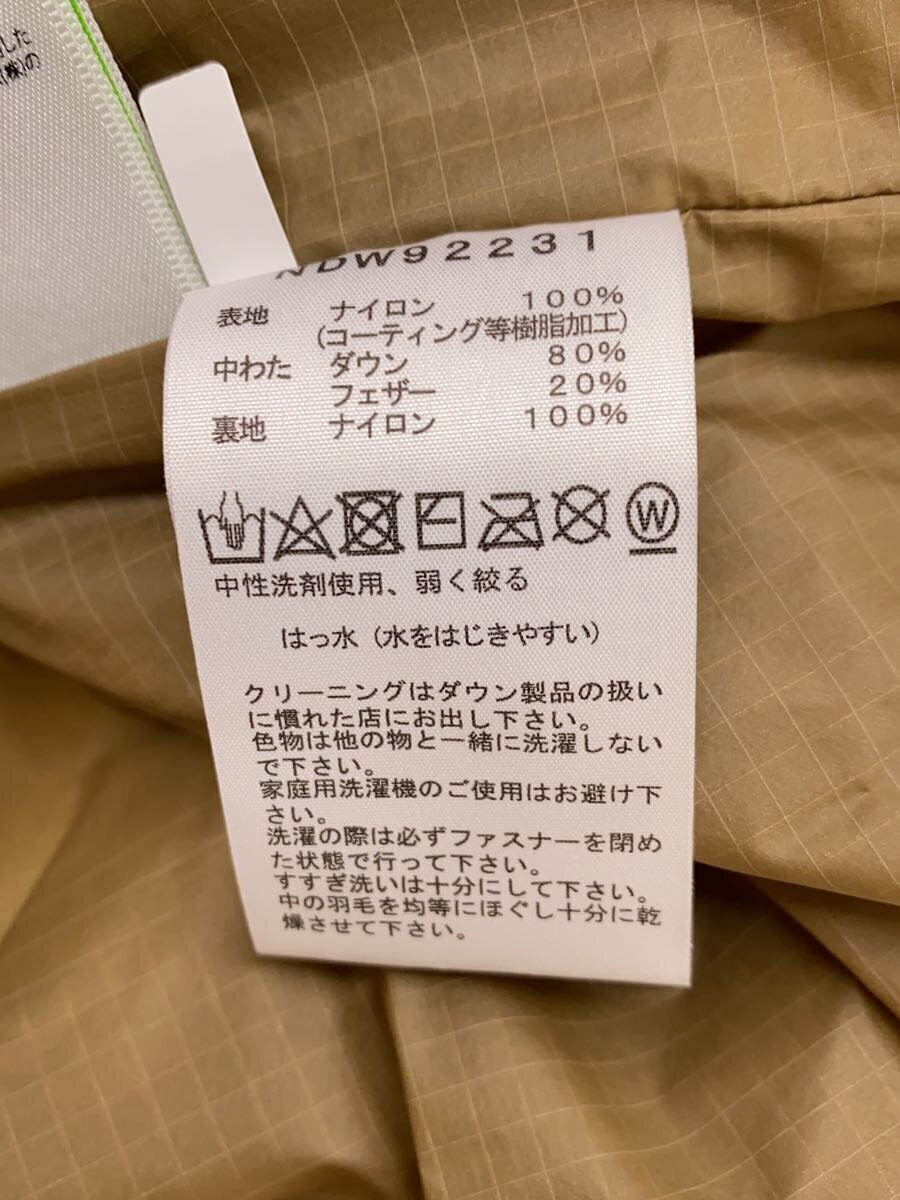 した
(株)の
NDW92231
表地 ナイロン 100%
(コーティング等樹脂加工)
中わた ダウン 80%
フェザー 20%
裏地 ナイロン 100%
W
中性洗剤使用、弱く絞る
はっ水（水をはじきやすい）
クリーニングはダウン製品の扱い
に慣れた店にお出し下さい。
色物は他の物と一緒に洗濯しない
で下さい。
家庭用洗濯機のご使用はお避け下
さい。
洗濯の際は必ずファスナーを閉め
た状態で行って下さい。
すすぎ洗いは十分にして下さい。
中の羽毛を均等にほぐし十分に乾
燥させて下さい。